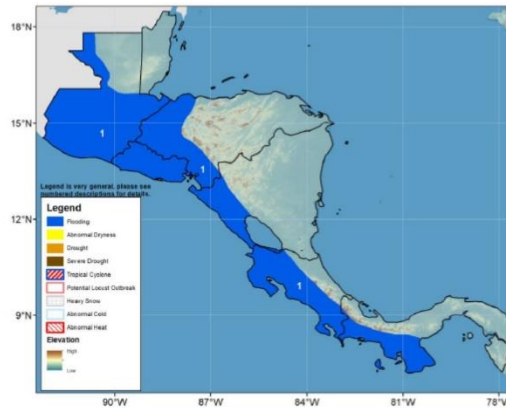 18°N
15°N
12°N
9°N
1
1
1
Legend is very general, please see
numbered descriptions for details.
Legend
Flooding
Abnormal Dryness
Drought
Severe Drought
Tropical Cyclone
Potential Locust Outbreak
Heavy Snow
Abnormal Cold
Abnormal Heat
Elevation
High
Low
90°W
87°W
84°W
81°W
78°W